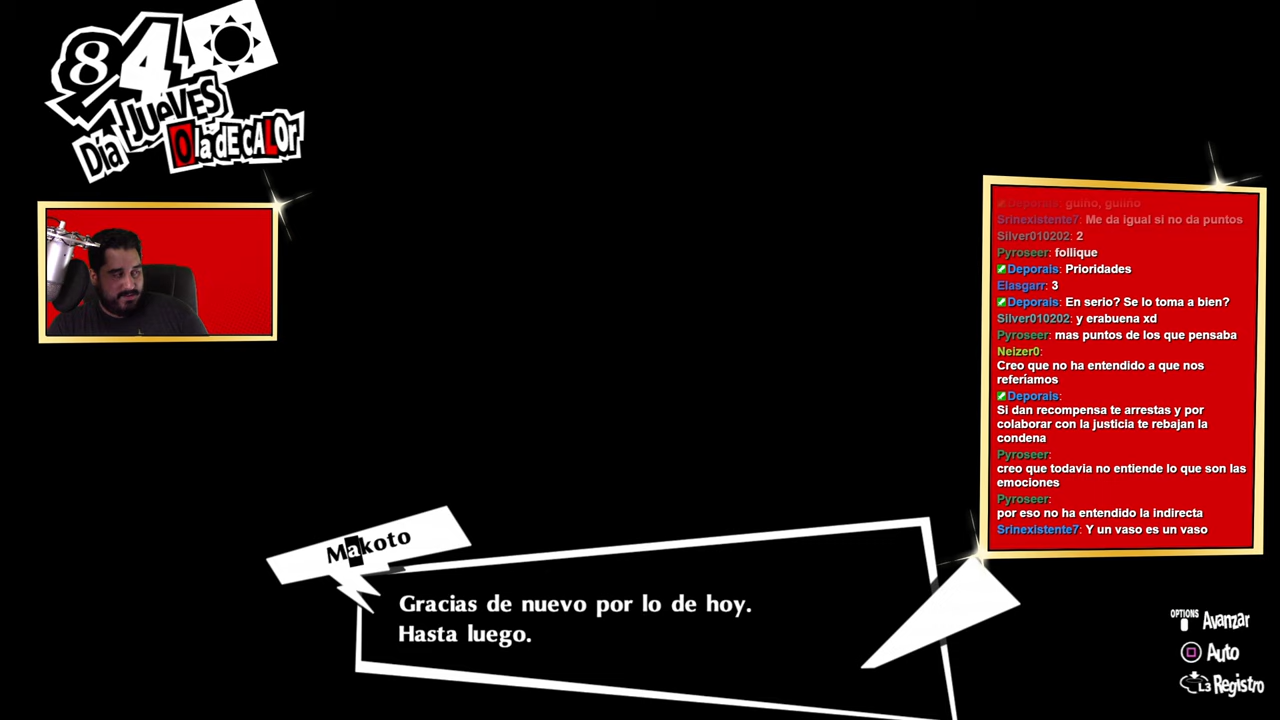 8/4
Día
JUeVES
Ola dE cALOr
Deporais: guiño, guiiño
Srinexistente7: Me da igual si no da puntos
Silver010202: 2
Pyroseer: follique
Deporais: Prioridades
Elasgarr: 3
Deporais: En serio? Se lo toma a bien?
Silver010202: y erabuena xd
Pyroseer: mas puntos de los que pensaba
Neizer0:
Creo que no ha entendido a que nos
referíamos
Deporais:
Si dan recompensa te arrestas y por
colaborar con la justicia te rebajan la
condena
Pyroseer:
creo que todavia no entiende lo que son las
emociones
Pyroseer:
por eso no ha entendido la indirecta
Srinexistente7: Y un vaso es un vaso
Makoto
Gracias de nuevo por lo de hoy.
Hasta luego.
OPTIONS Avanzar
Auto
L3 Registro